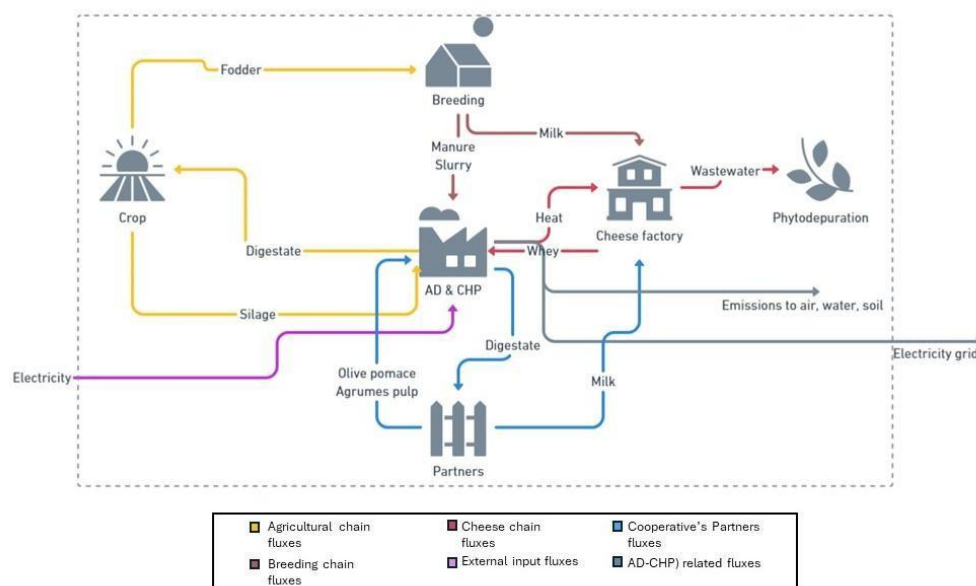 Fodder
Breeding
Manure
Slurry
Milk
Wastewater
Crop
Heat
Cheese factory
Phytodepuration
Digestate
Whey
AD & CHP
Silage
Emissions to air, water, soil
Digestate
Electricity grid
Electricity
Olive pomace
Agrumes pulp
Milk
Partners
Agricultural chain
fluxes
Cheese chain
fluxes
Cooperative's Partners
fluxes
Breeding chain
fluxes
External input fluxes
AD-CHP) related fluxes